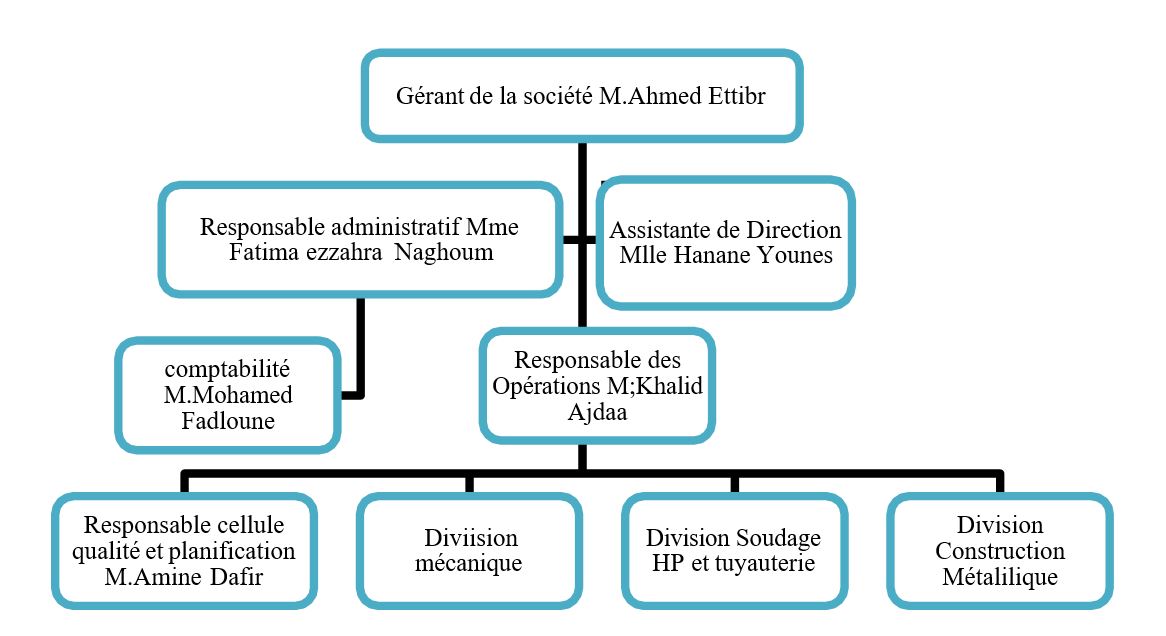 Gérant de la société M.Ahmed Ettibr
Responsable administratif Mme
Fatima ezzahra Naghoum
Assistante de Direction
Mlle Hanane Younes
comptabilité
M.Mohamed
Fadloune
Responsable des
Opérations M;Khalid
Ajdaa
Responsable cellule
qualité et planification
M.Amine Dafir
Diviision
mécanique
Division Soudage
HP et tuyauterie
Division
Construction
Métalilique